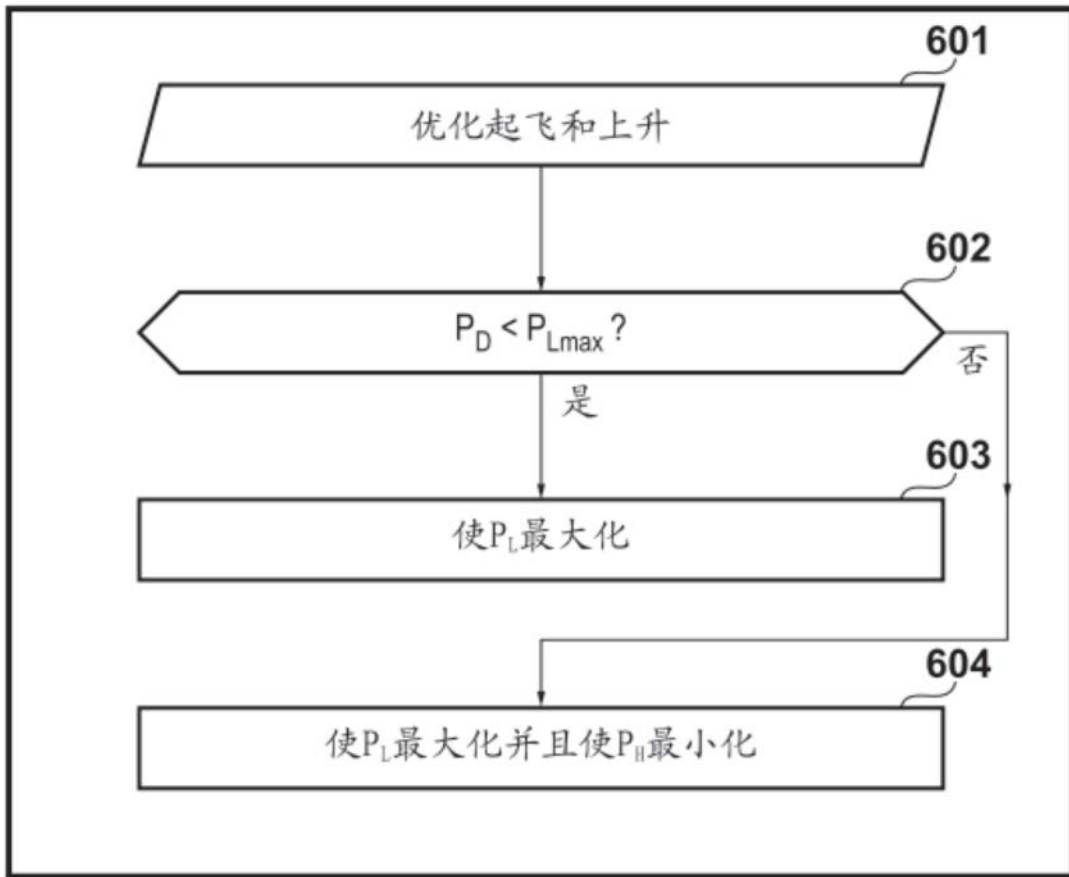 601
优化起飞和上升
602
P_D < P_Lmax ?
否
是
603
使P_L最大化
604
使P_L最大化并且使P_H最小化